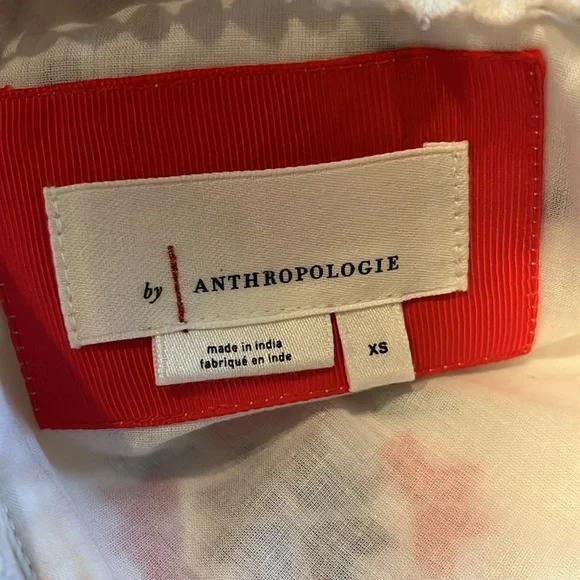 by | ANTHROPOLOGIE
made in India
fabriqué en Inde
XS